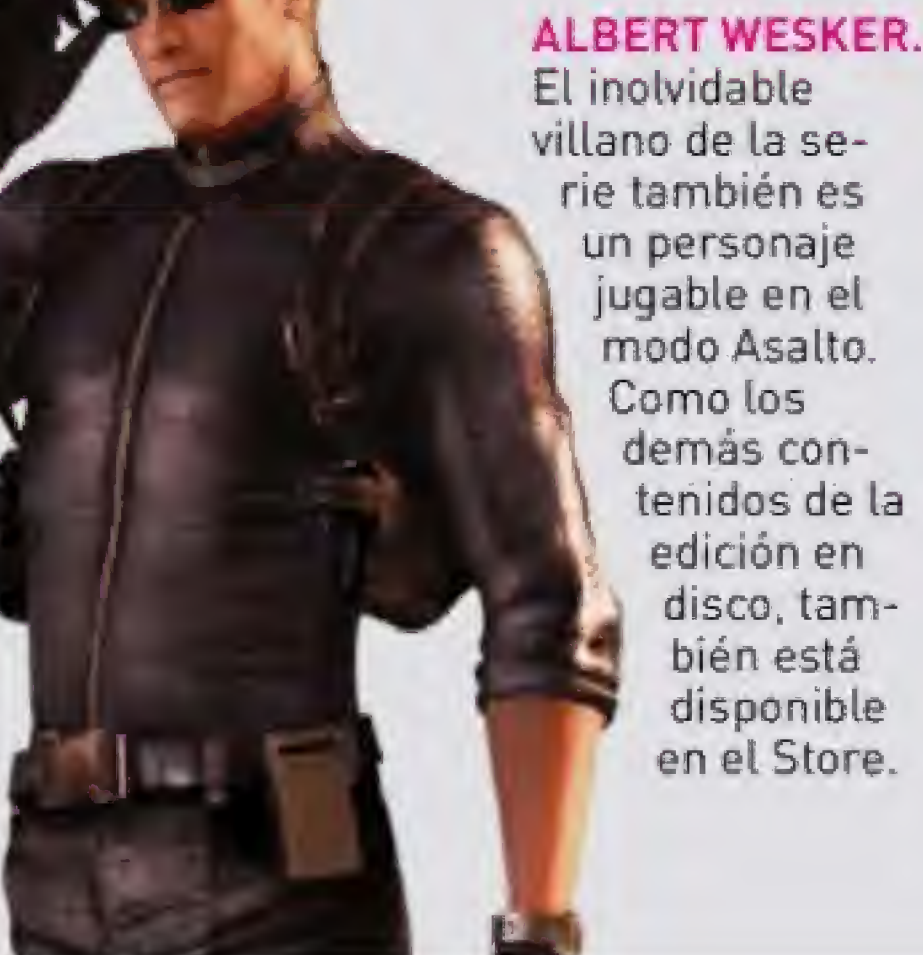 ALBERT WESKER.
El inolvidable
villano de la se-
rie también es
un personaje
jugable en el
modo Asalto.
Como los
demás con-
tenidos de la
edición en
disco, tam-
bién está
disponible
en el Store.